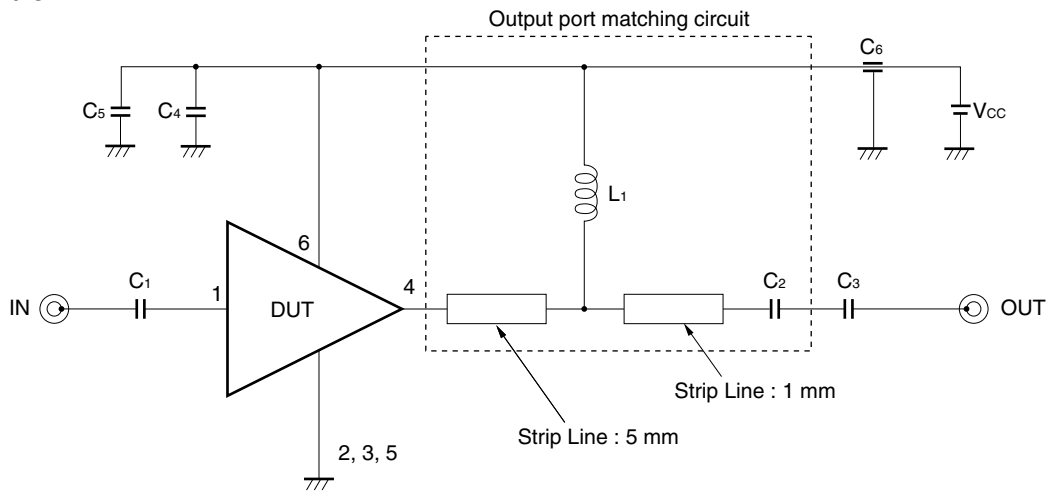 Output port matching circuit
C6
C5
C4
VCC
L1
6
C1
4
C2
C3
IN
1
DUT
OUT
Strip Line : 1 mm
Strip Line : 5 mm
2, 3, 5